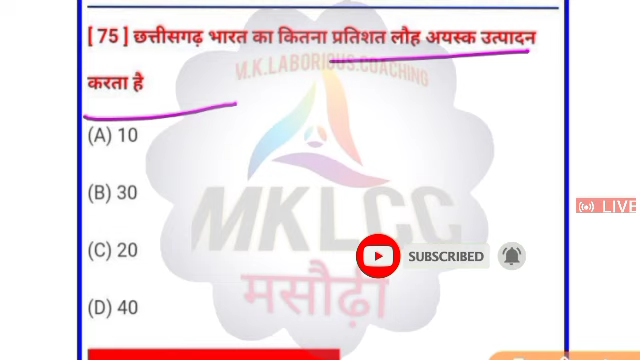 [ 75 ] छत्तीसगढ़ भारत का कितना प्रतिशत लौह अयस्क उत्पादन
करता है
M.K.LABORIOUS.COACHING
(A) 10
(B) 30
MKLCC
(C) 20
SUBSCRIBED
मसौढ़ी
(D) 40
LIVE